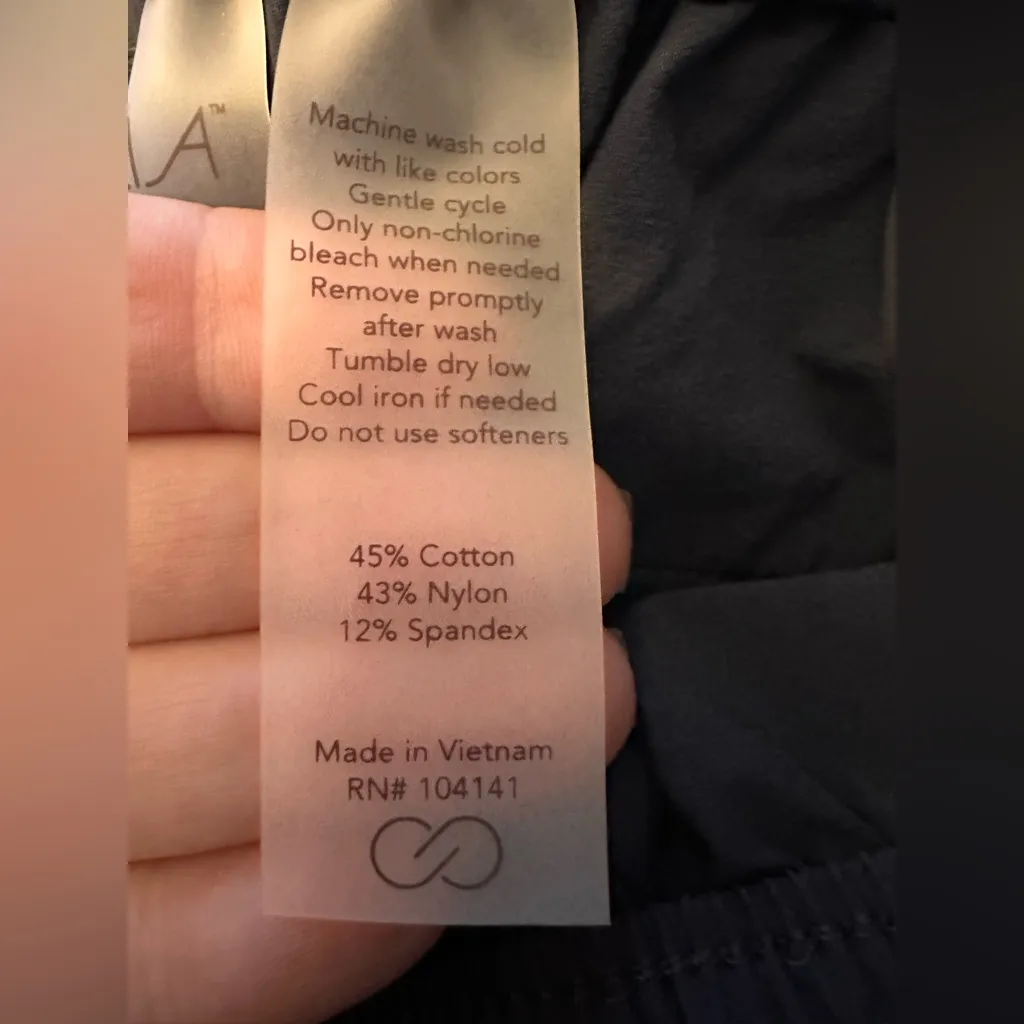 A™
Machine wash cold
with like colors
Gentle cycle
Only non-chlorine
bleach when needed
Remove promptly
after wash
Tumble dry low
Cool iron if needed
Do not use softeners
45% Cotton
43% Nylon
12% Spandex
Made in Vietnam
RN# 104141